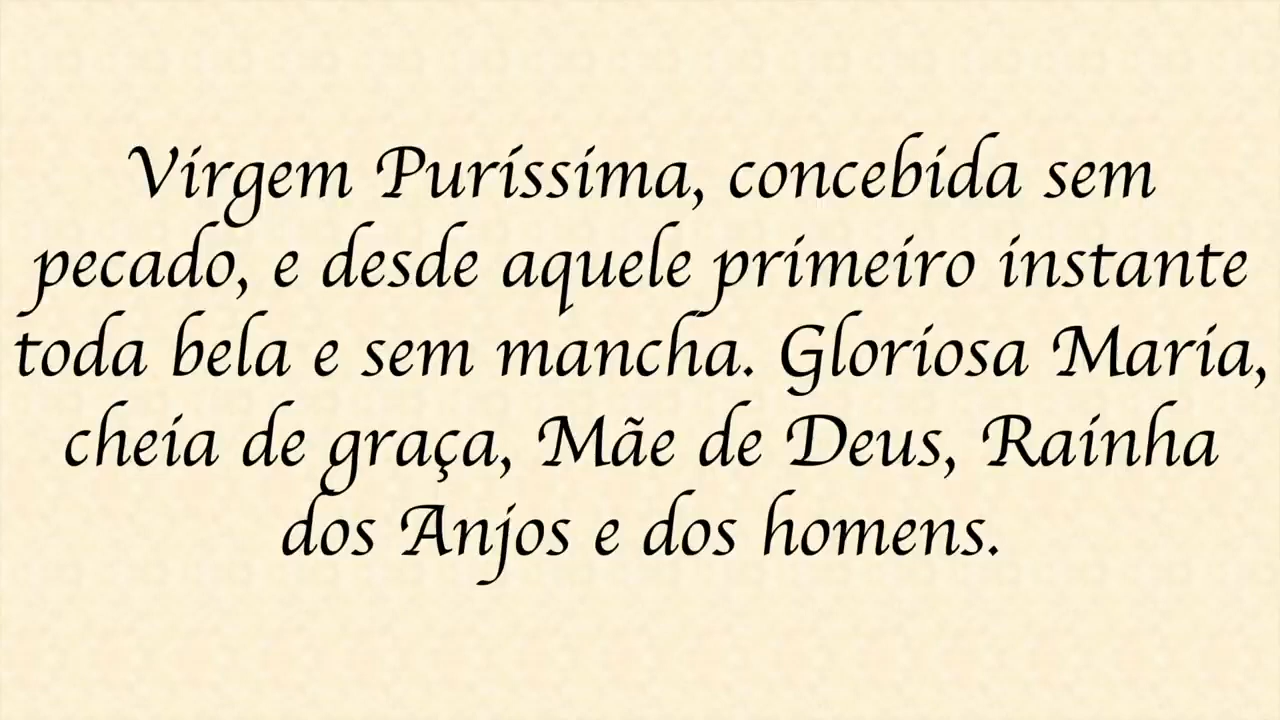 Virgem Puríssima, concebida sem
pecado, e desde aquele primeiro instante
toda bela e sem mancha. Gloriosa Maria,
cheia de graça, Mãe de Deus, Rainha
dos Anjos e dos homens.